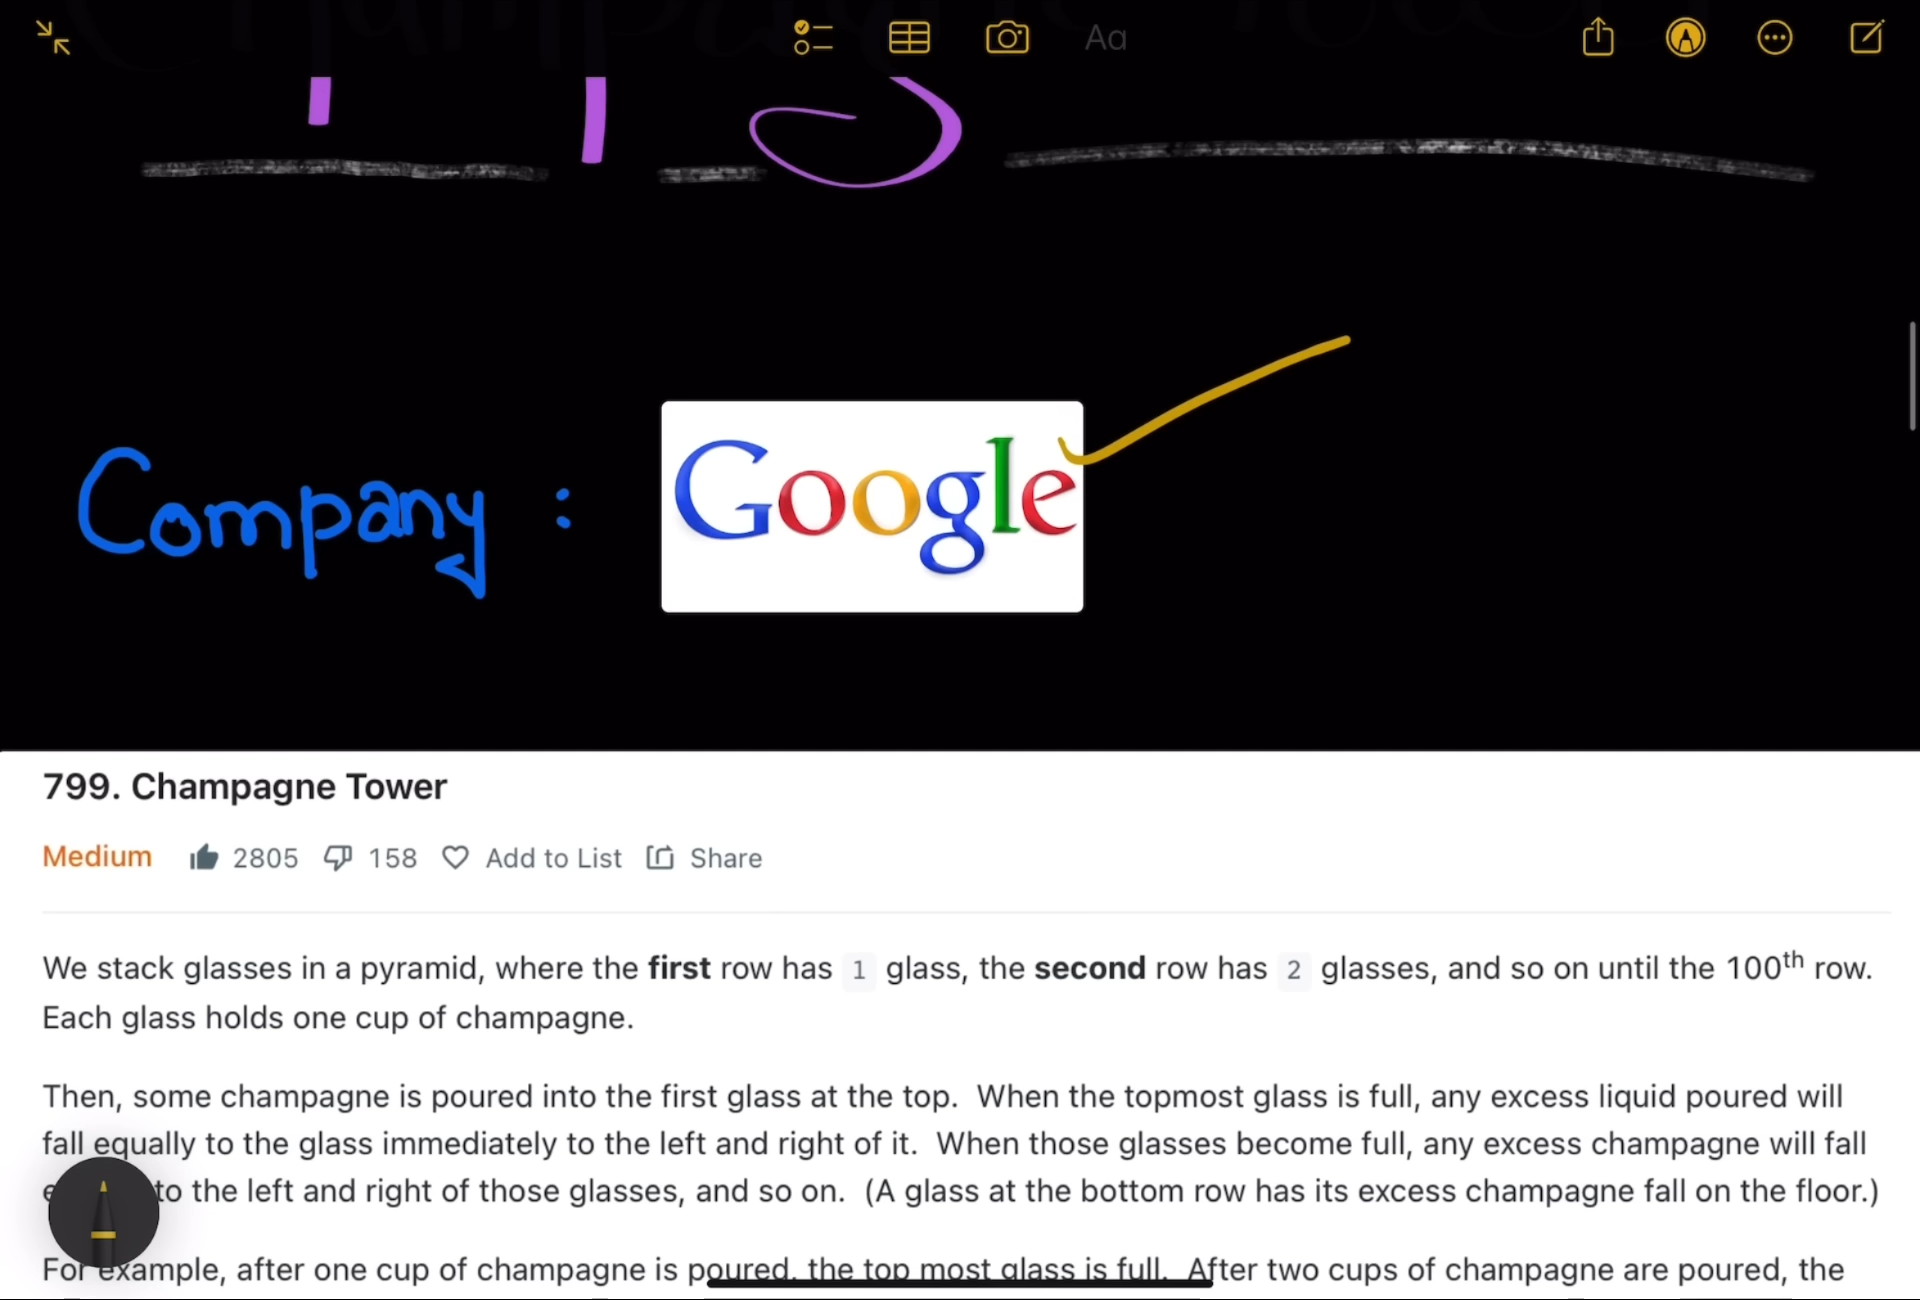 Aa
Company :
Google
799. Champagne Tower
Medium 2805 158 Add to List Share
We stack glasses in a pyramid, where the first row has 1 glass, the second row has 2 glasses, and so on until the 100th row.
Each glass holds one cup of champagne.
Then, some champagne is poured into the first glass at the top. When the topmost glass is full, any excess liquid poured will
fall equally to the glass immediately to the left and right of it. When those glasses become full, any excess champagne will fall
to the left and right of those glasses, and so on. (A glass at the bottom row has its excess champagne fall on the floor.)
For example, after one cup of champagne is poured, the top most glass is full. After two cups of champagne are poured, the